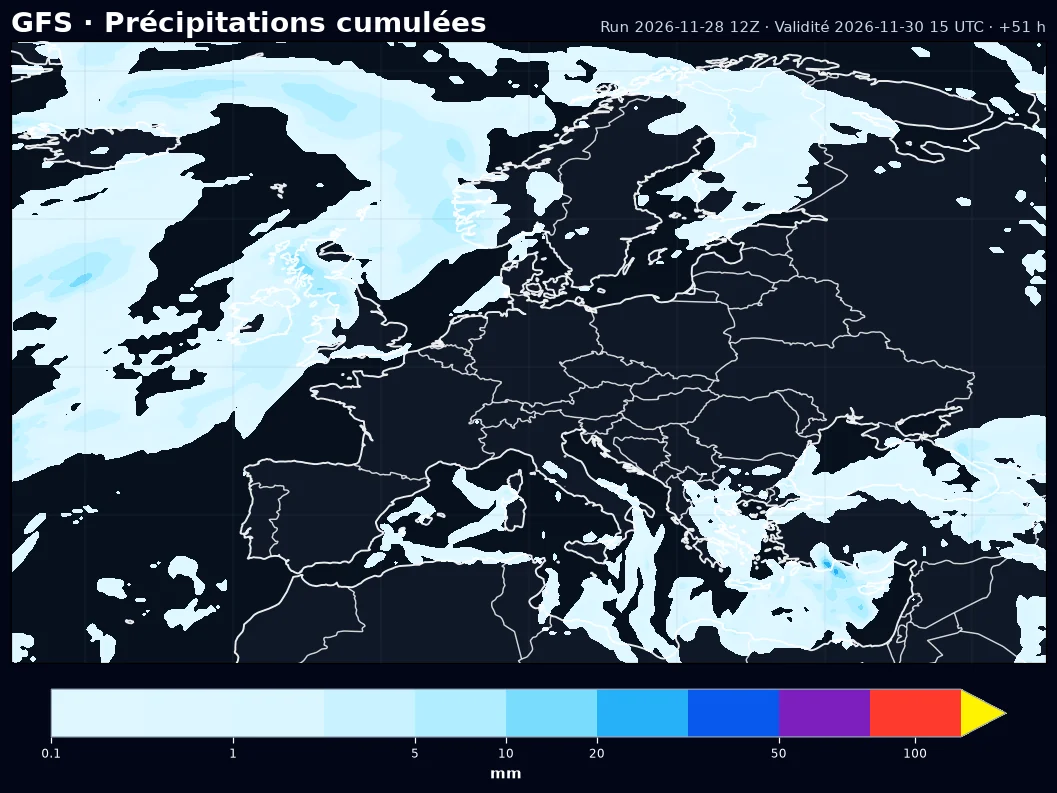 GFS · Précipitations cumulées
Run 2026-11-28 12Z · Validité 2026-11-30 15 UTC · +51 h
0.1 1 5 10 20 50 100
mm